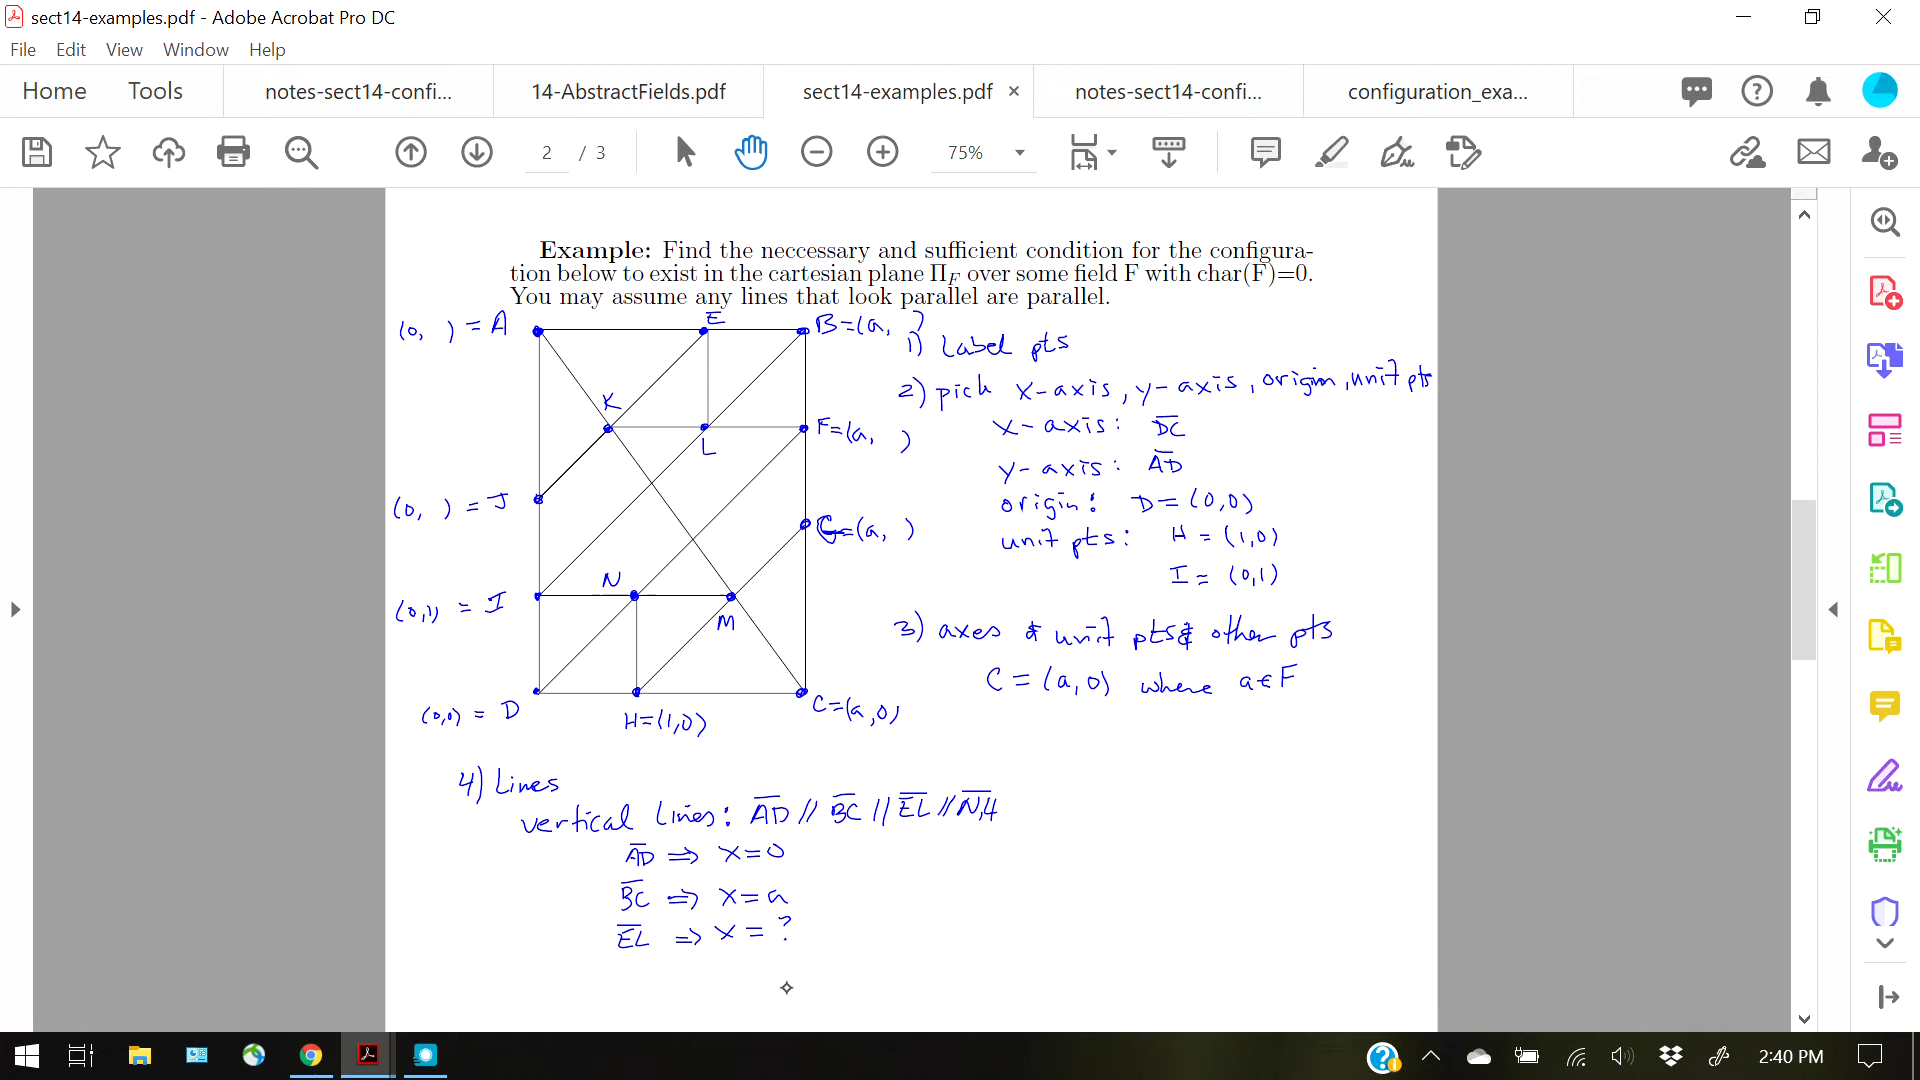 sect14-examples.pdf - Adobe Acrobat Pro DC
File Edit View Window Help
Home Tools notes-sect14-confi... 14-AbstractFields.pdf sect14-examples.pdf × notes-sect14-confi... configuration_exa...
2 / 3 75%
Example: Find the neccessary and sufficient condition for the configura-
tion below to exist in the cartesian plane Π_F over some field F with char(F)=0.
You may assume any lines that look parallel are parallel.
(0, ) = A
E
B=(a, )
1) Label pts
2) pick x-axis, y-axis, origin, unit pts
K
L
F=(a, )
x-axis: DC
y-axis: AD
(0, ) = J
origin: D=(0,0)
G=(a, )
unit pts: H = (1,0)
I = (0,1)
(0,1) = I
N
M
3) axes & unit pts & other pts
C = (a,0) where a∈F
(0,0) = D
H=(1,0)
C=(a,0)
4) Lines
vertical lines: AD // BC // EL // NH
AD ⇒ x=0
BC ⇒ x=a
EL ⇒ x = ?
2:40 PM